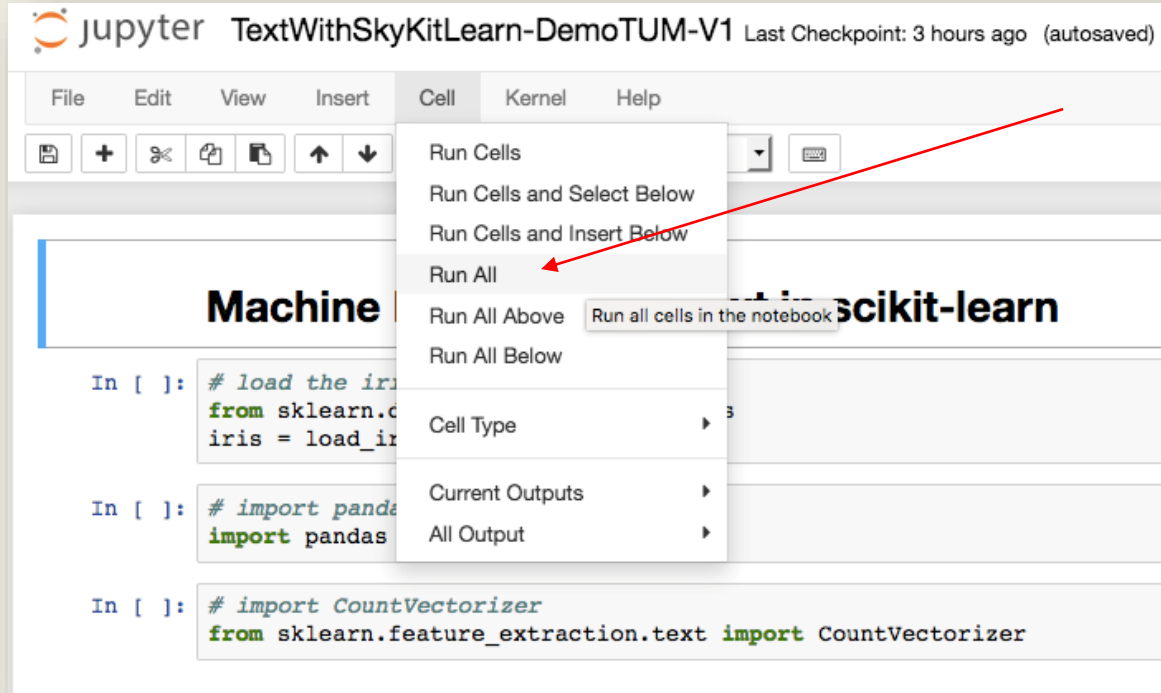 jupyter TextWithSkyKitLearn-DemoTUM-V1 Last Checkpoint: 3 hours ago (autosaved)
File Edit View Insert Cell Kernel Help
Run Cells
Run Cells and Select Below
Run Cells and Insert Below
Run All
Run All Above
Run All Below
Cell Type
Current Outputs
All Output
Run all cells in the notebook
Machine in scikit-learn
In [ ]: # load the
from sklearn.
iris =
In [ ]: # import
import pandas
In [ ]: # import CountVectorizer
from sklearn.feature_extraction.text import CountVectorizer